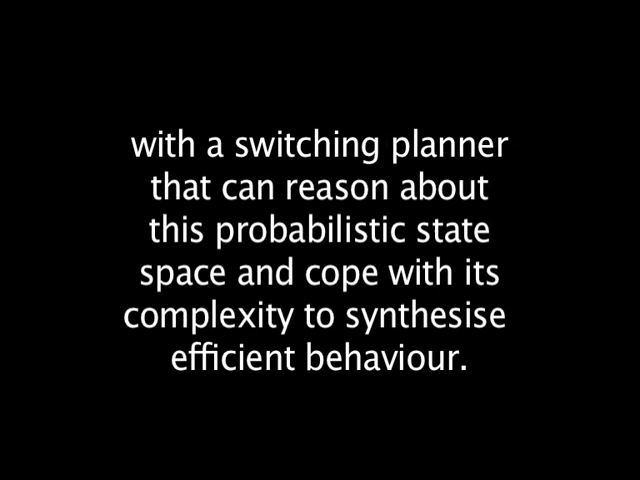 with a switching planner
that can reason about
this probabilistic state
space and cope with its
complexity to synthesise
efficient behaviour.